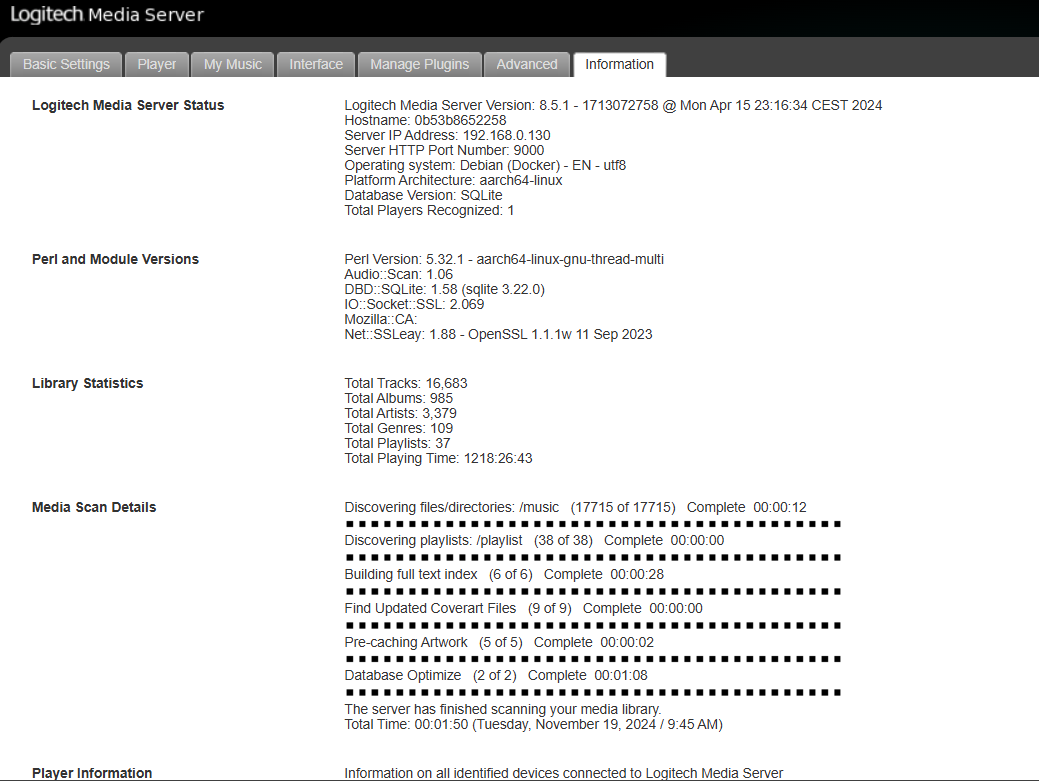 Logitech Media Server
Basic Settings Player My Music Interface Manage Plugins Advanced Information
Logitech Media Server Status
Logitech Media Server Version: 8.5.1 - 1713072758 @ Mon Apr 15 23:16:34 CEST 2024
Hostname: 0b53b8652258
Server IP Address: 192.168.0.130
Server HTTP Port Number: 9000
Operating system: Debian (Docker) - EN - utf8
Platform Architecture: aarch64-linux
Database Version: SQLite
Total Players Recognized: 1
Perl and Module Versions
Perl Version: 5.32.1 - aarch64-linux-gnu-thread-multi
Audio::Scan: 1.06
DBD::SQLite: 1.58 (sqlite 3.22.0)
IO::Socket::SSL: 2.069
Mozilla::CA:
Net::SSLeay: 1.88 - OpenSSL 1.1.1w 11 Sep 2023
Library Statistics
Total Tracks: 16,683
Total Albums: 985
Total Artists: 3,379
Total Genres: 109
Total Playlists: 37
Total Playing Time: 1218:26:43
Media Scan Details
Discovering files/directories: /music (17715 of 17715) Complete 00:00:12
Discovering playlists: /playlist (38 of 38) Complete 00:00:00
Building full text index (6 of 6) Complete 00:00:28
Find Updated Coverart Files (9 of 9) Complete 00:00:00
Pre-caching Artwork (5 of 5) Complete 00:00:02
Database Optimize (2 of 2) Complete 00:01:08
The server has finished scanning your media library.
Total Time: 00:01:50 (Tuesday, November 19, 2024 / 9:45 AM)
Player Information
Information on all identified devices connected to Logitech Media Server